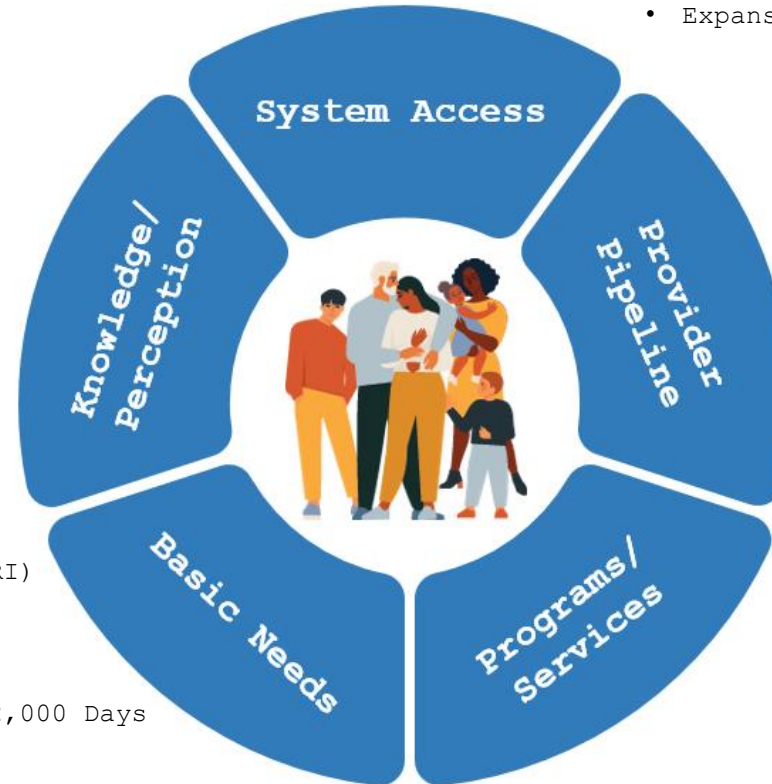 • Expans
System Access
Knowledge/
Perception
Provider
Pipeline
RI)
Basic Needs
Programs/
Services
,000 Days